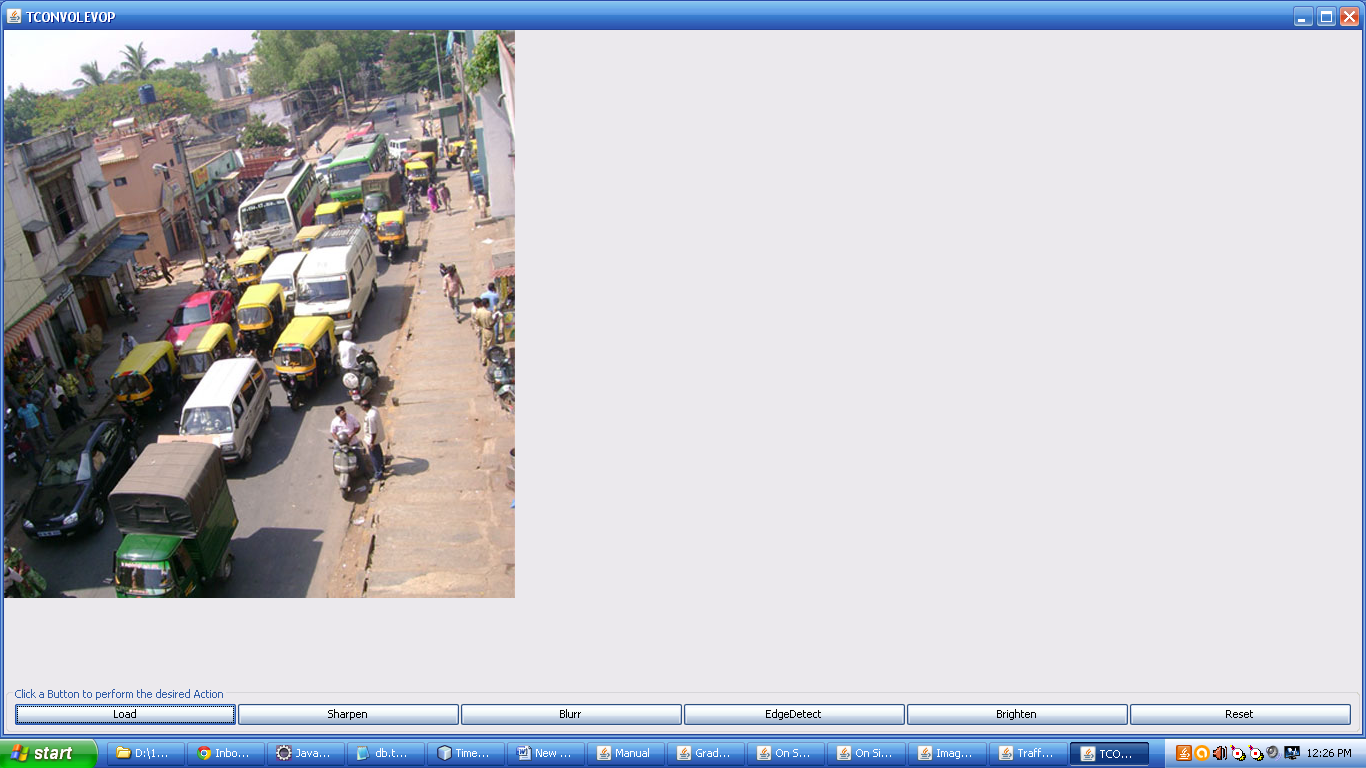 TCONVOLEVOP
Click a Button to perform the desired Action
Load
Sharpen
Blurr
EdgeDetect
Brighten
Reset
start
D:\1...
Inbo...
Java...
db.t...
Time...
New ...
Manual
Grad...
On S...
On Si...
Imag...
Traff...
TCO...
12:26 PM